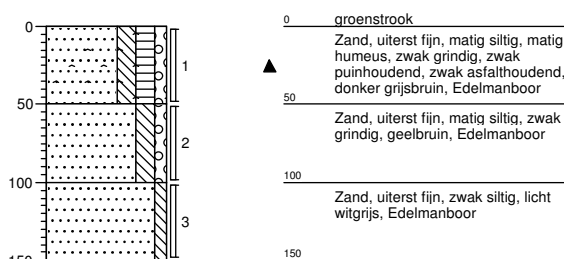 0
50
100
150
1
2
3
0 groenstrook
Zand, uiterst fijn, matig siltig, matig
humeus, zwak grindig, zwak
puinhoudend, zwak asfalthoudend,
donker grijsbruin, Edelmanboor
50
Zand, uiterst fijn, matig siltig, zwak
grindig, geelbruin, Edelmanboor
100
Zand, uiterst fijn, zwak siltig, licht
witgrijs, Edelmanboor
150